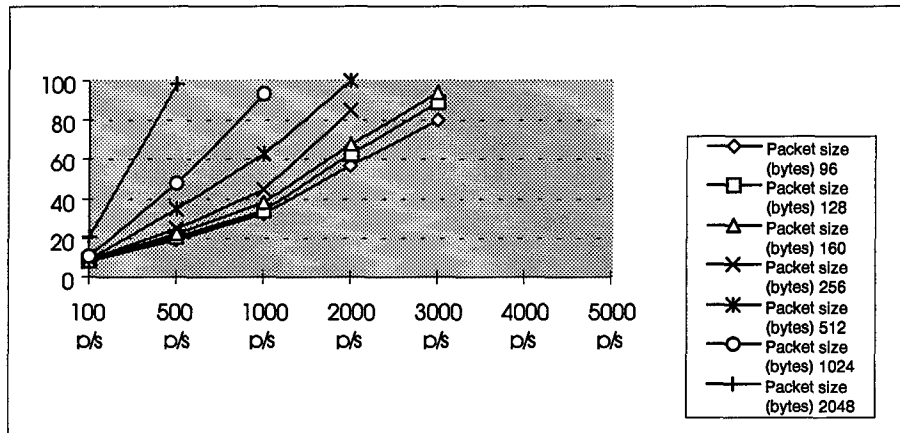 100
80
60
40
20
0
100 500 1000 2000 3000 4000 5000
p/s p/s p/s p/s p/s p/s p/s
Packet size
(bytes) 96
Packet size
(bytes) 128
Packet size
(bytes) 160
Packet size
(bytes) 256
Packet size
(bytes) 512
Packet size
(bytes) 1024
Packet size
(bytes) 2048